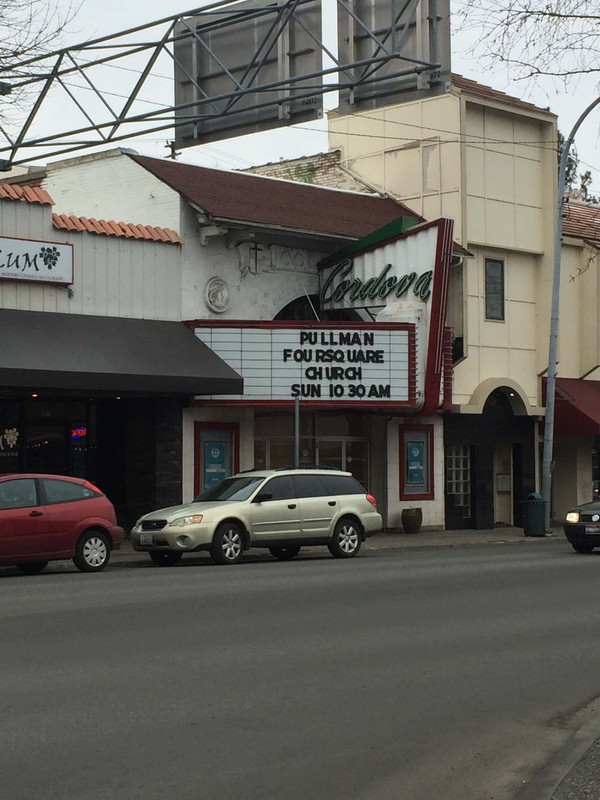 LUM
Cordova
PULLMAN
FOURSQUARE
CHURCH
SUN 10 30 AM